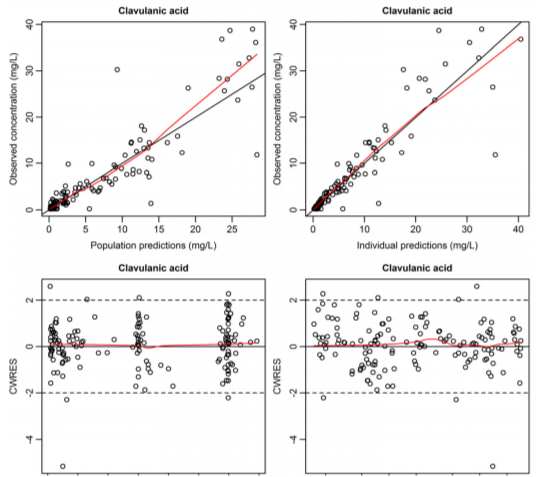 Clavulanic acid
Observed concentration (mg/L)
40
30
20
10
0
0 5 10 15 20 25
Population predictions (mg/L)
Clavulanic acid
Observed concentration (mg/L)
40
30
20
10
0
0 10 20 30 40
Individual predictions (mg/L)
Clavulanic acid
CWRES
2
0
-2
-4
Clavulanic acid
CWRES
2
0
-2
-4